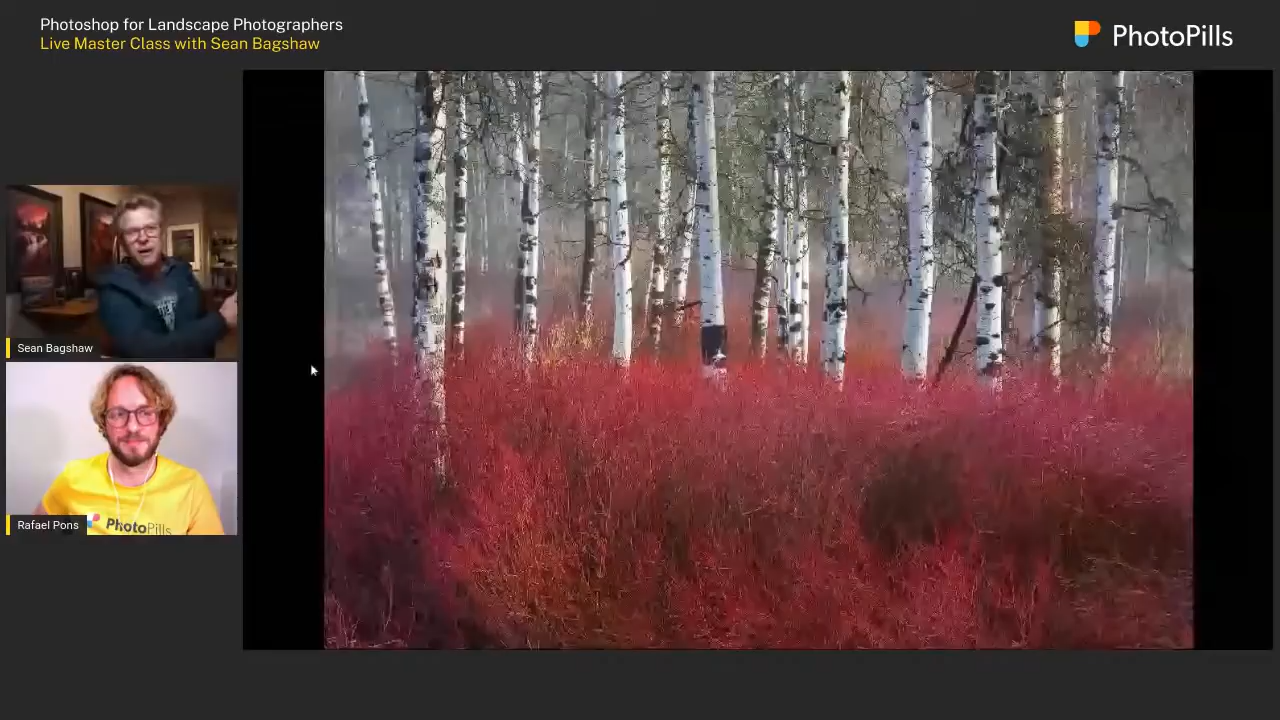 Photoshop for Landscape Photographers
Live Master Class with Sean Bagshaw
PhotoPills
Sean Bagshaw
Rafael Pons
PhotoPills